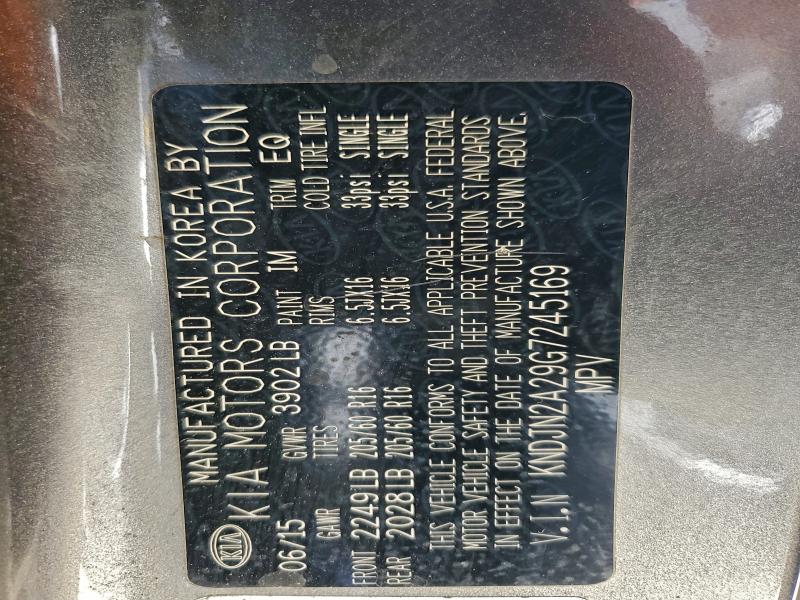 MANUFACTURED IN KOREA BY
KIA KIA MOTORS CORPORATION
06/15 GVWR 3902LB PAINT IM TRIM EQ
GAWR TIRES RIMS COLD TIRE INFL
FRONT 2249LB 205/60 R16 6.5JX16 33psi SINGLE
REAR 2028LB 205/60 R16 6.5JX16 33psi SINGLE
THIS VEHICLE CONFORMS TO ALL APPLICABLE U.S.A. FEDERAL
MOTOR VEHICLE SAFETY AND THEFT PREVENTION STANDARDS
IN EFFECT ON THE DATE OF MANUFACTURE SHOWN ABOVE.
V.I.N KNDJN2A29G7245169
MPV